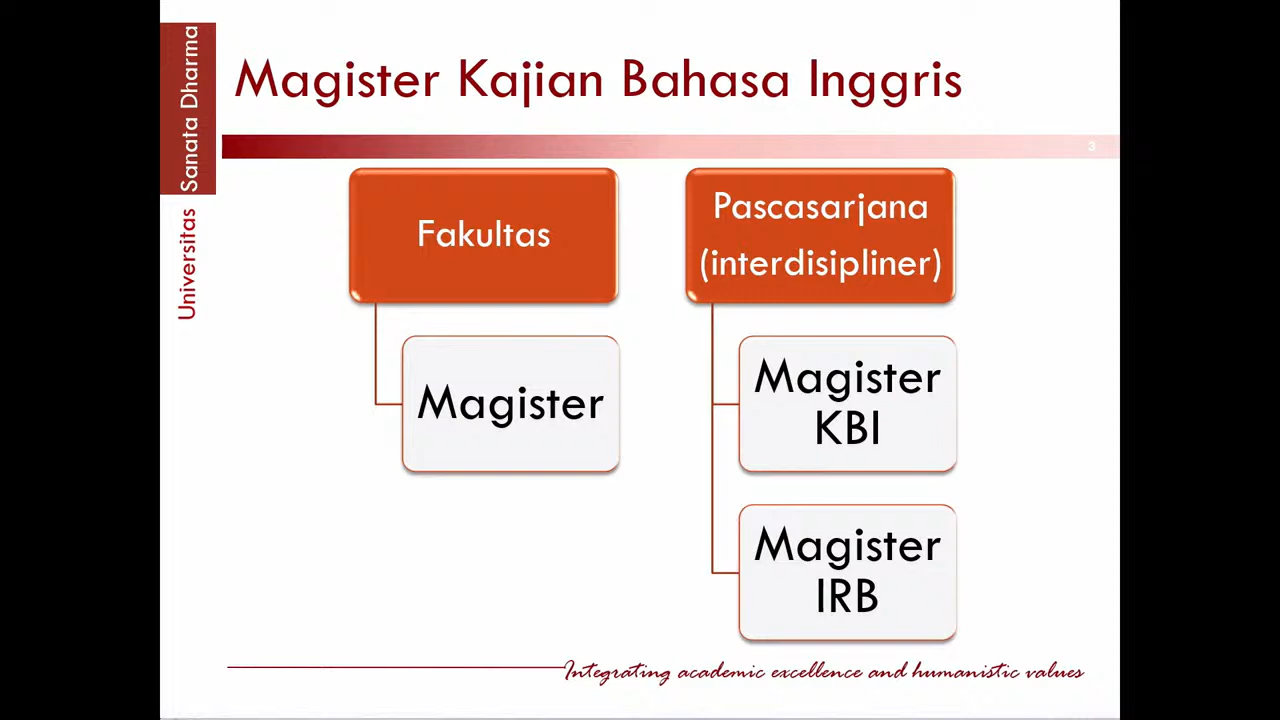 Universitas Sanata Dharma
Magister Kajian Bahasa Inggris
3
Fakultas
Magister
Pascasarjana
(interdisipliner)
Magister
KBI
Magister
IRB
Integrating academic excellence and humanistic values